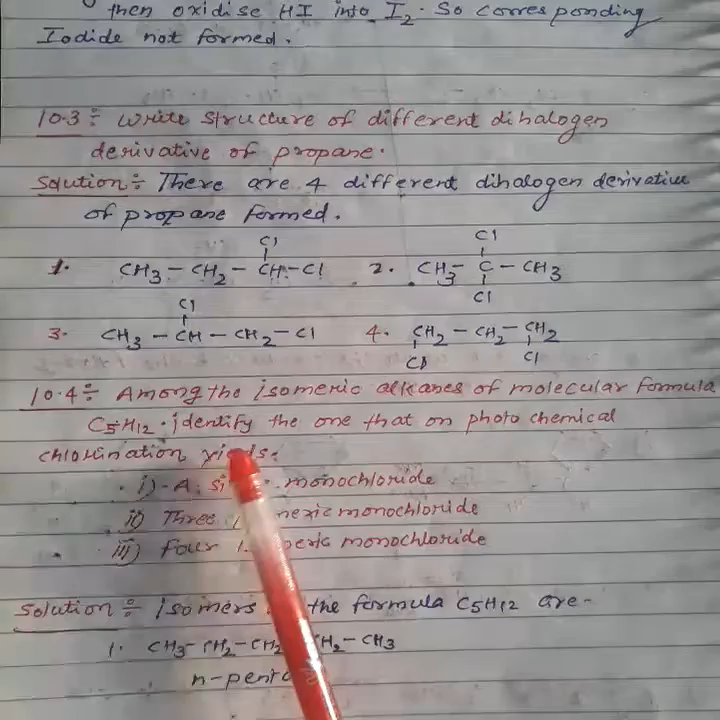 then oxidise HI into I2. So corresponding
Iodide not formed.
10.3 ÷ Write structure of different dihalogen
derivative of propane.
Solution ÷ There are 4 different dihalogen derivative
of propane formed.
Cl
1. CH3 - CH2 - CH - Cl
Cl
2. CH3 - C - CH3
Cl
Cl
3. CH3 - CH - CH2 - Cl
4. CH2 - CH2 - CH2
Cl Cl
10.4 ÷ Among the isomeric alkanes of molecular formula
C5H12. identify the one that on photo chemical
chlorination
i) - A monochloride
ii) Three monochloride
iii) Four monochloride
Solution ÷ isomers the formula C5H12 are -
1. CH3 - CH2 - CH2 H2 - CH3
n-penta